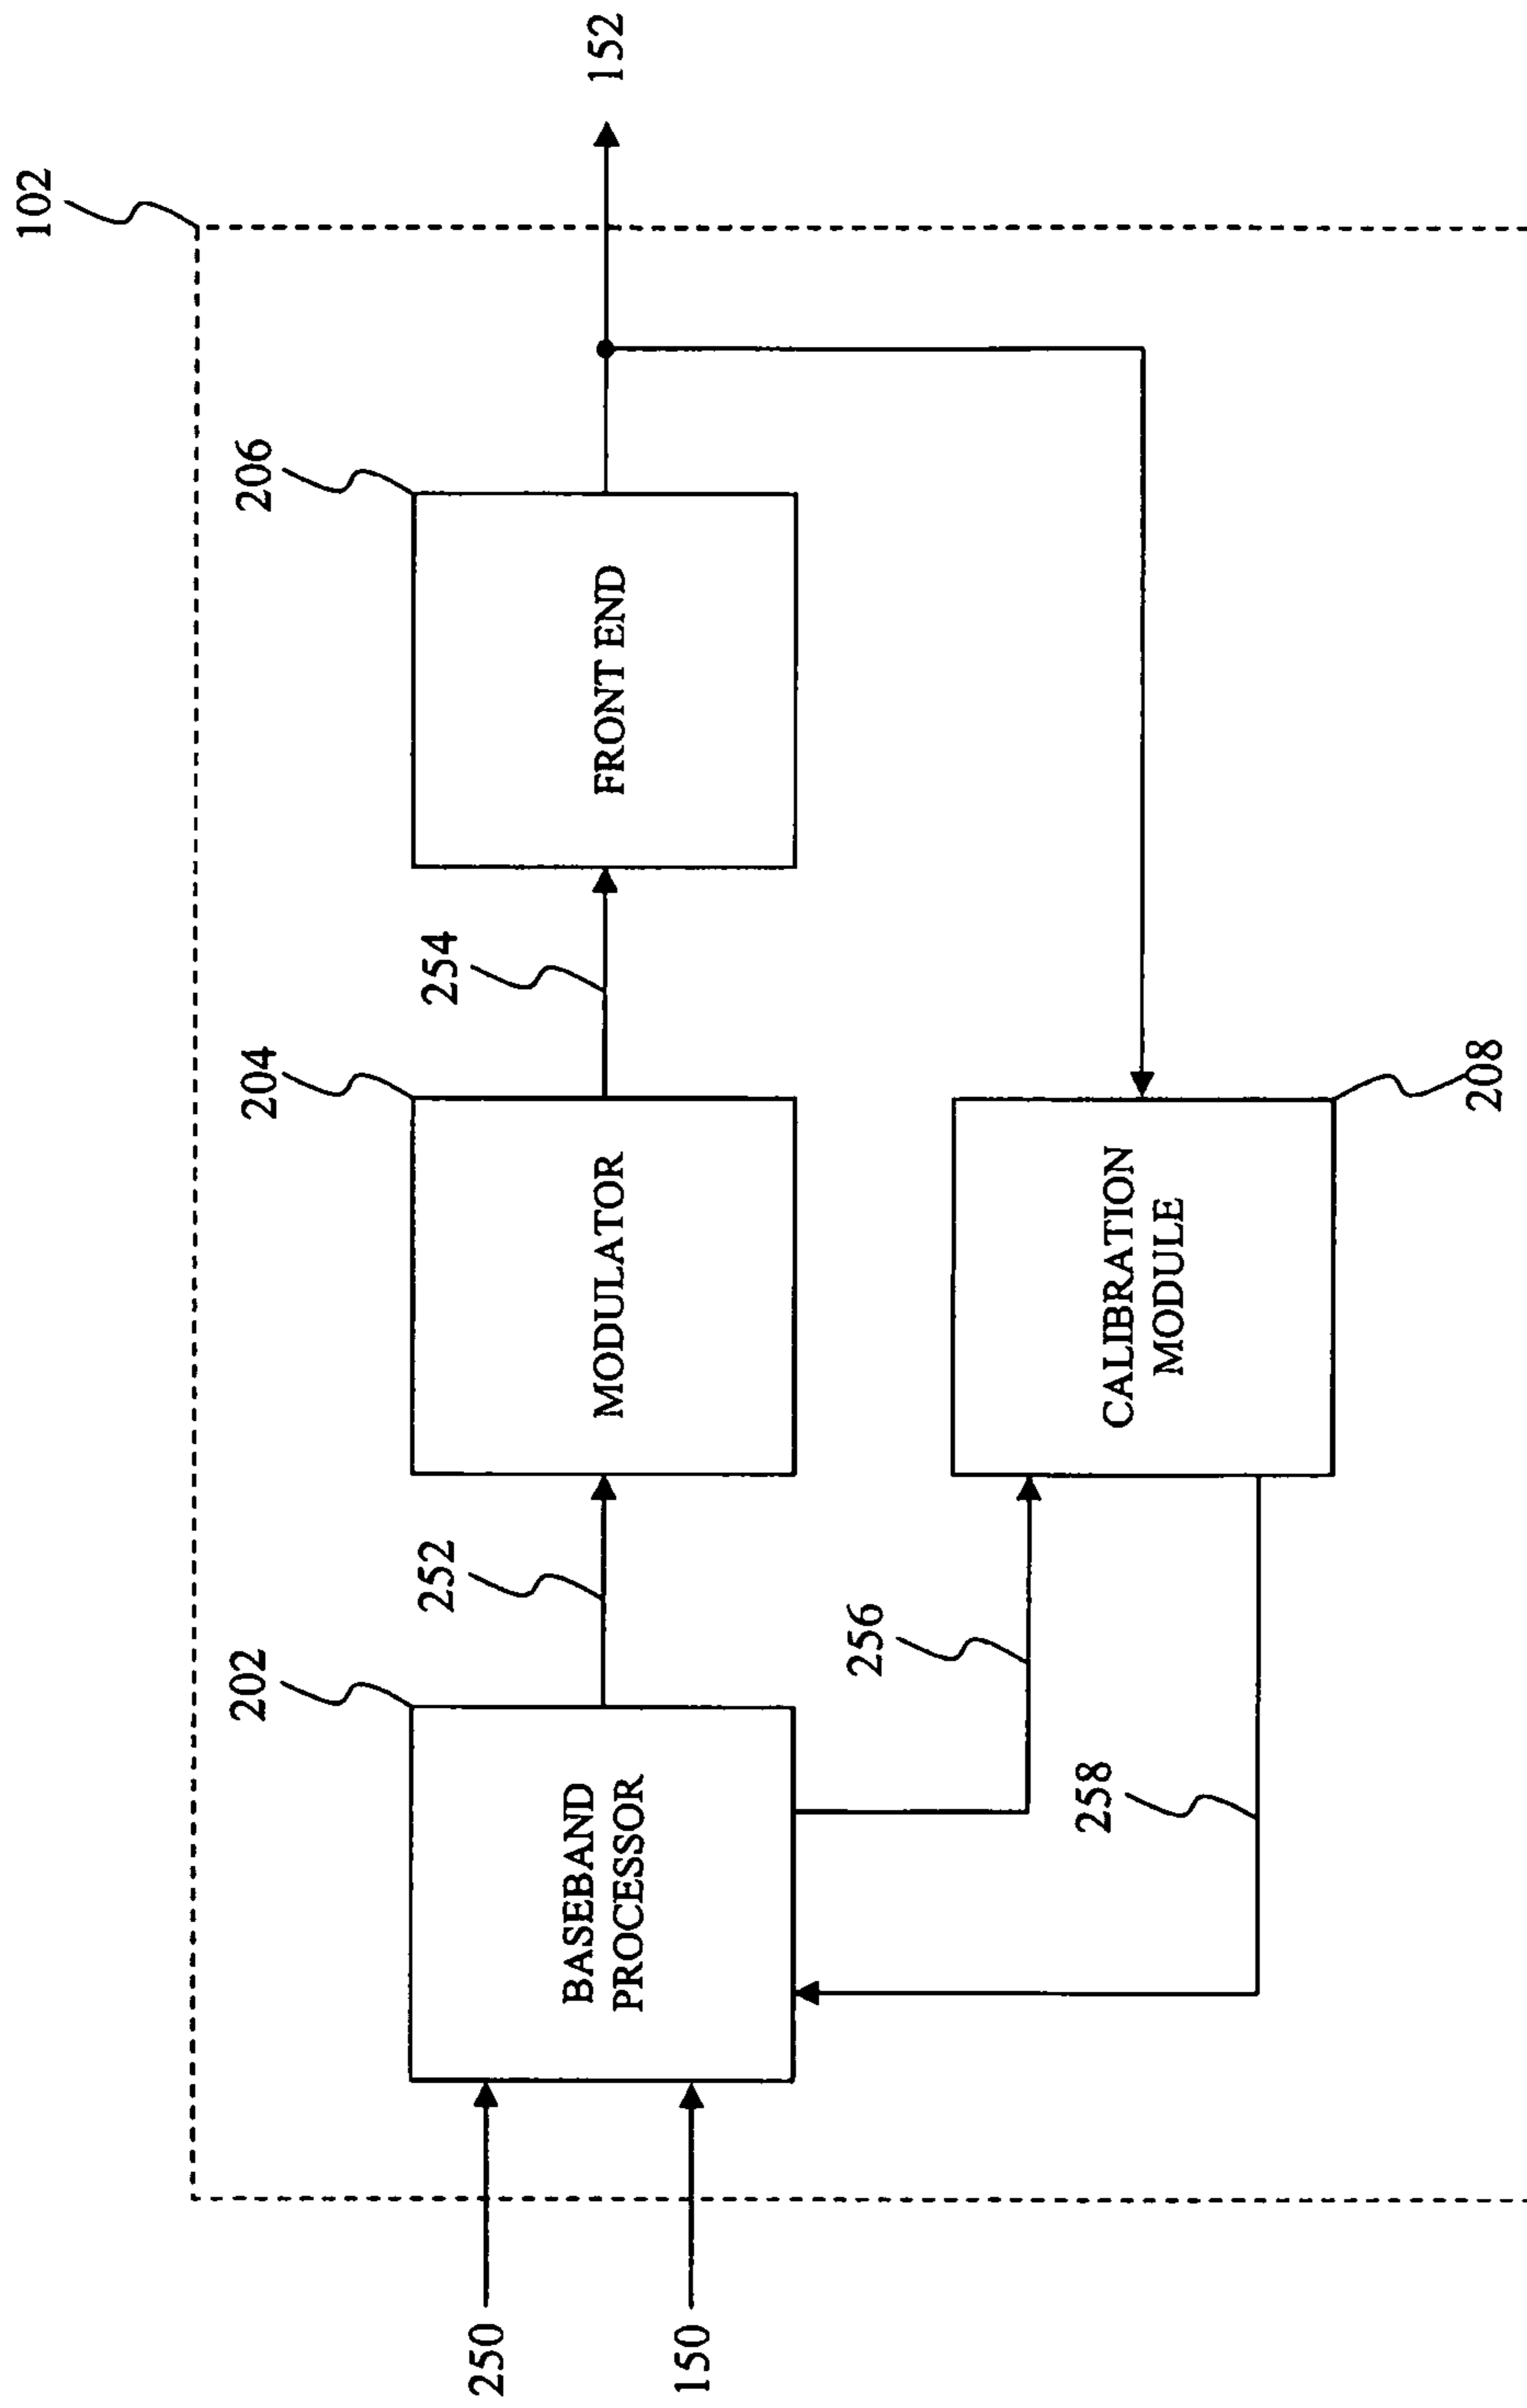 102
152
206
FRONT END
254
204
MODULATOR
252
202
BASEBAND
PROCESSOR
250
150
256
258
CALIBRATION
MODULE
208